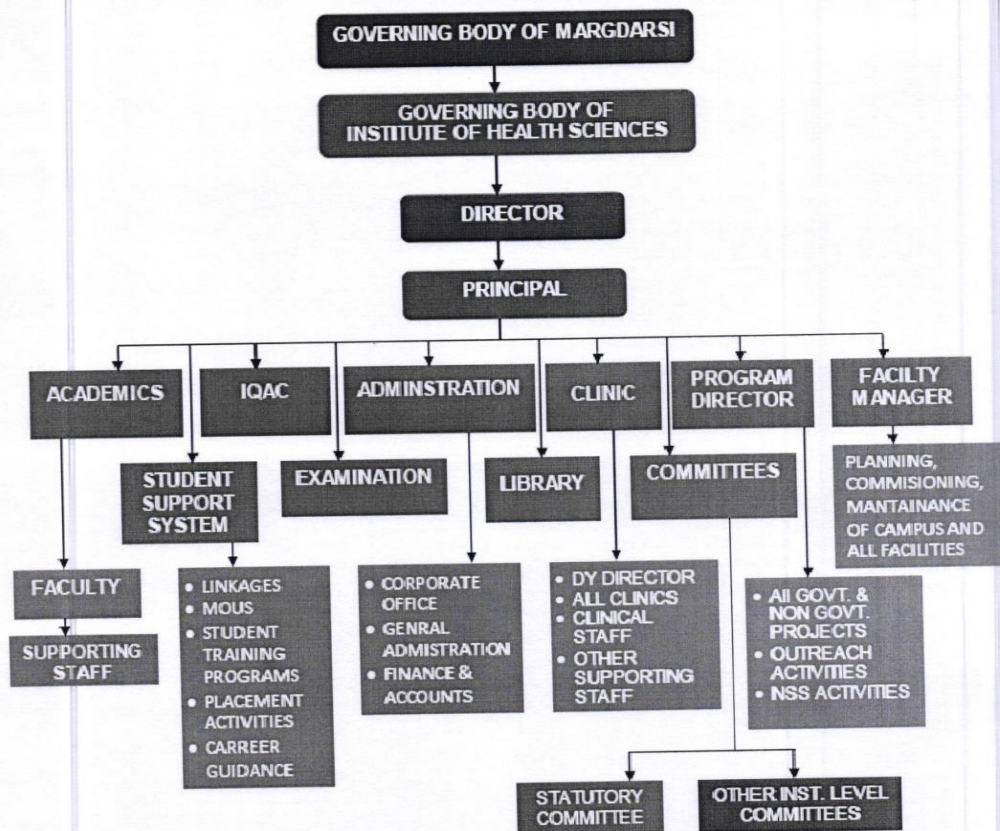 GOVERNING BODY OF MARGDARSI
GOVERNING BODY OF
INSTITUTE OF HEALTH SCIENCES
DIRECTOR
PRINCIPAL
ACADEMICS
IQAC
ADMINSTRATION
CLINIC
PROGRAM
DIRECTOR
FACILTY
MANAGER
STUDENT
SUPPORT
SYSTEM
EXAMINATION
LIBRARY
COMMITTEES
PLANNING,
COMMISIONING,
MANTAINANCE
OF CAMPUS AND
ALL FACILITIES
FACULTY
SUPPORTING
STAFF
• LINKAGES
• MOUS
• STUDENT
TRAINING
PROGRAMS
• PLACEMENT
ACTIVITIES
• CARREER
GUIDANCE
• CORPORATE
OFFICE
• GENRAL
ADMISTRATION
• FINANCE &
ACCOUNTS
• DY DIRECTOR
• ALL CLINICS
• CLINICAL
STAFF
• OTHER
SUPPORTING
STAFF
• All GOVT. &
NON GOVT.
PROJECTS
• OUTREACH
ACTIVITIES
• NSS ACTIVITIES
STATUTORY
COMMITTEE
OTHER INST. LEVEL
COMMITTEES